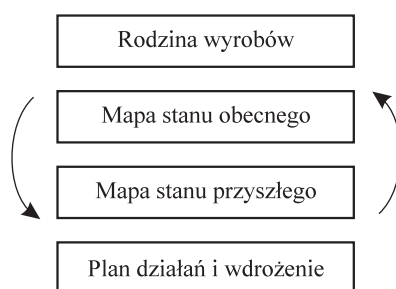 Rodzina wyrobów
Mapa stanu obecnego
Mapa stanu przyszłego
Plan działań i wdrożenie